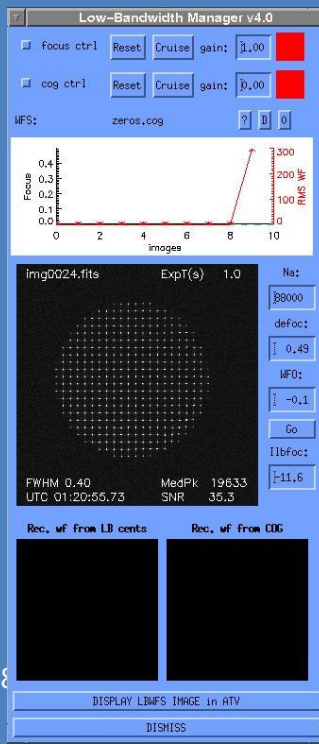 Low-Bandwidth Manager v4.0
focus ctrl Reset Cruise gain: 1.00
cog ctrl Reset Cruise gain: 0.00
WFS: zeros.cog ? D O
Focus
0.4
0.3
0.2
0.1
0.0
RMS WF
300
200
100
0
0 2 4 6 8 10
images
img0024.fits ExpT(s) 1.0
Na:
88000
defoc:
0.49
WFO:
-0.1
Go
Ilbfoc:
-11.6
FWHM 0.40 MedPk 19633
UTC 01:20:55.73 SNR 35.3
Rec. wf from LB cents Rec. wf from COG
DISPLAY LBWFS IMAGE in ATV
DISMISS